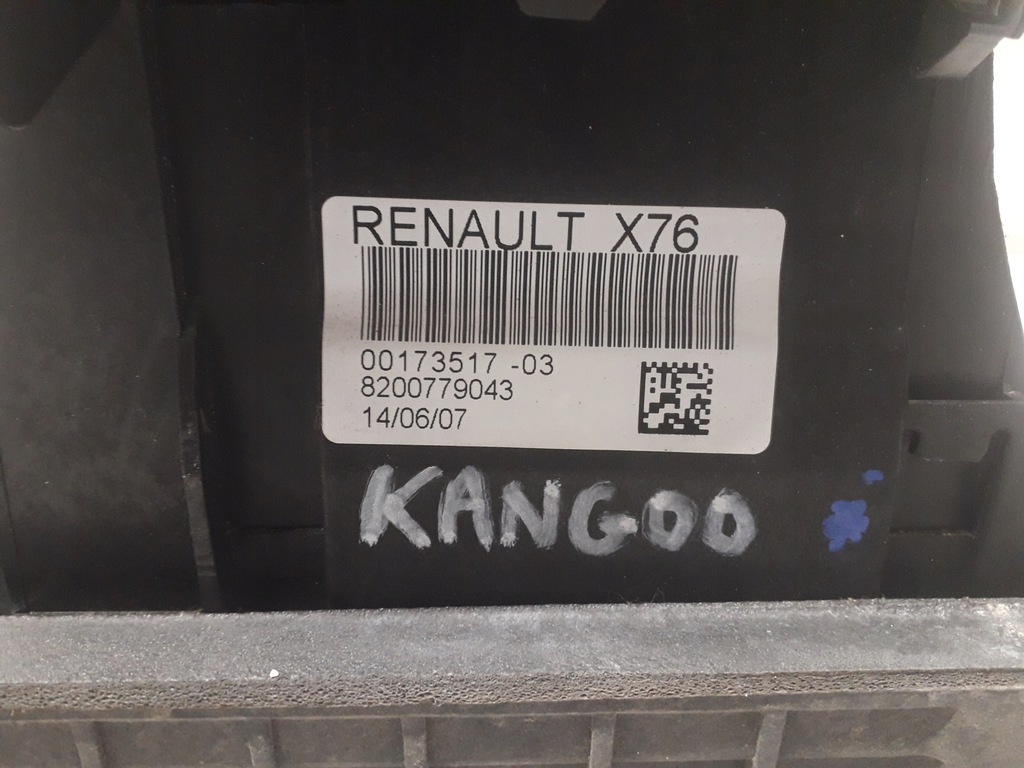 RENAULT X76
00173517 -03
8200779043
14/06/07
KANGOO